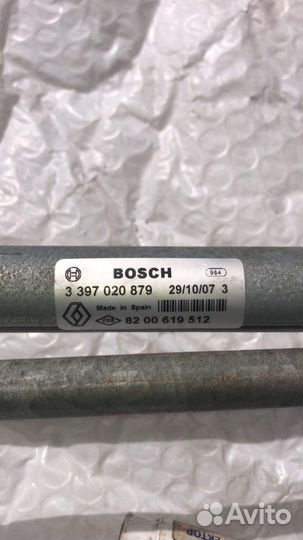 BOSCH 964
3 397 020 879 29/10/07 3
Made in Spain
82 00 619 512
Avito